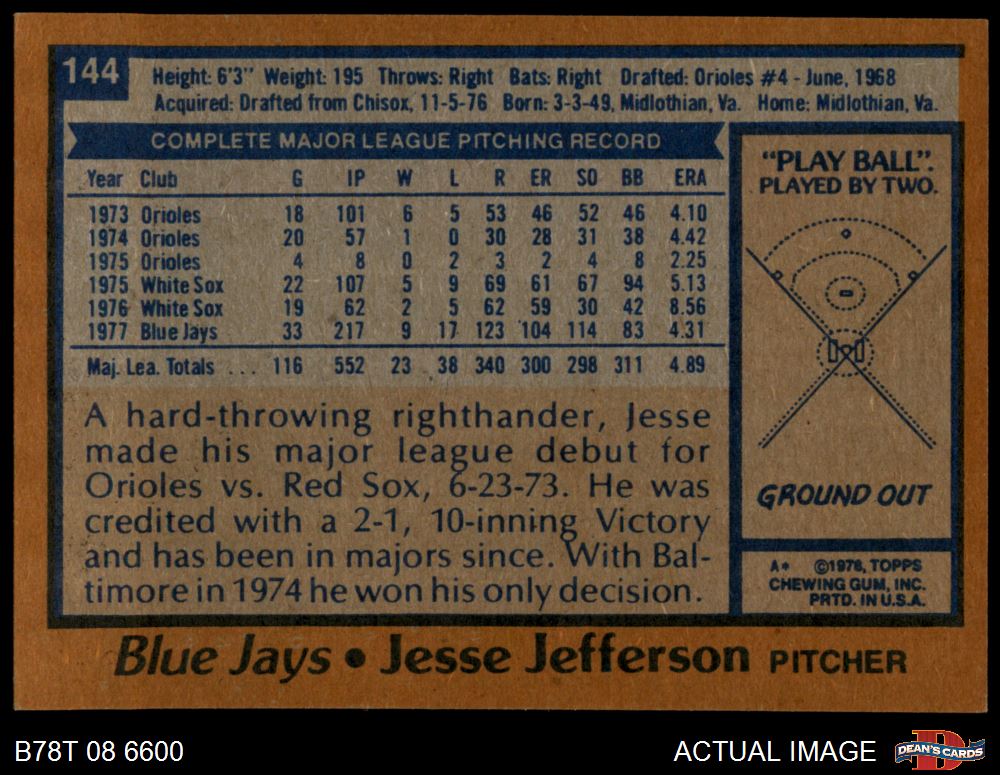 144
Height: 6'3" Weight: 195 Throws: Right Bats: Right Drafted: Orioles #4 - June, 1968
Acquired: Drafted from Chisox, 11-5-76 Born: 3-3-49, Midlothian, Va. Home: Midlothian, Va.
COMPLETE MAJOR LEAGUE PITCHING RECORD
Year Club G IP W L R ER SO BB ERA
1973 Orioles 18 101 6 5 53 46 52 46 4.10
1974 Orioles 20 57 1 0 30 28 31 38 4.42
1975 Orioles 4 8 0 2 3 2 4 8 2.25
1975 White Sox 22 107 5 9 69 61 67 94 5.13
1976 White Sox 19 62 2 5 62 59 30 42 8.56
1977 Blue Jays 33 217 9 17 123 104 114 83 4.31
Maj. Lea. Totals ... 116 552 23 38 340 300 298 311 4.89
A hard-throwing righthander, Jesse
made his major league debut for
Orioles vs. Red Sox, 6-23-73. He was
credited with a 2-1, 10-inning Victory
and has been in majors since. With Bal-
timore in 1974 he won his only decision.
"PLAY BALL".
PLAYED BY TWO.
GROUND OUT
A* ©1978, TOPPS
CHEWING GUM, INC.
PRTD. IN U.S.A.
Blue Jays • Jesse Jefferson PITCHER
B78T 08 6600
ACTUAL IMAGE
DEAN'S CARDS